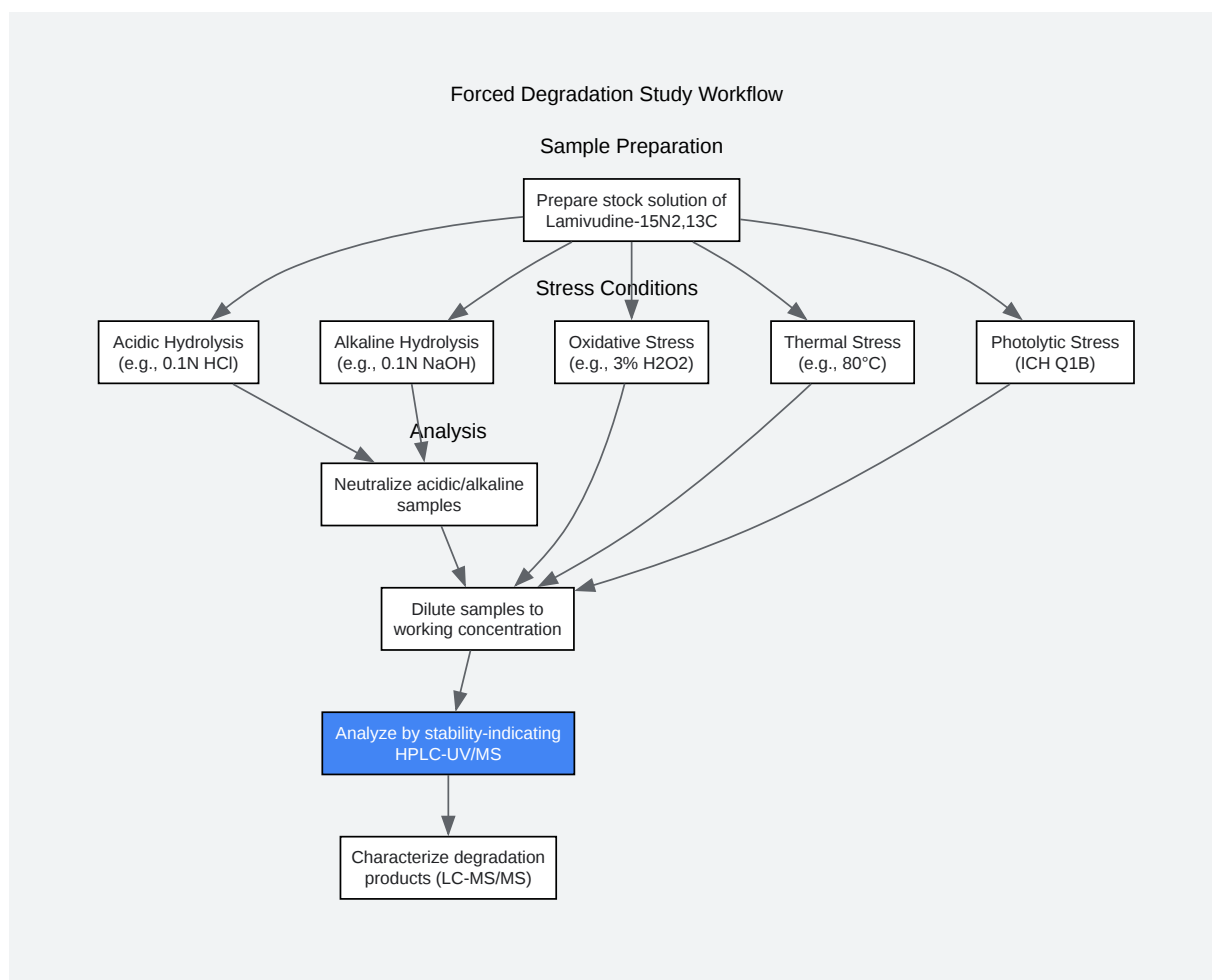 Forced Degradation Study Workflow
Sample Preparation
Prepare stock solution of
Lamivudine-15N2,13C
Stress Conditions
Acidic Hydrolysis
(e.g., 0.1N HCl)
Alkaline Hydrolysis
(e.g., 0.1N NaOH)
Oxidative Stress
(e.g., 3% H2O2)
Thermal Stress
(e.g., 80°C)
Photolytic Stress
(ICH Q1B)
Analysis
Neutralize acidic/alkaline
samples
Dilute samples to
working concentration
Analyze by stability-indicating
HPLC-UV/MS
Characterize degradation
products (LC-MS/MS)